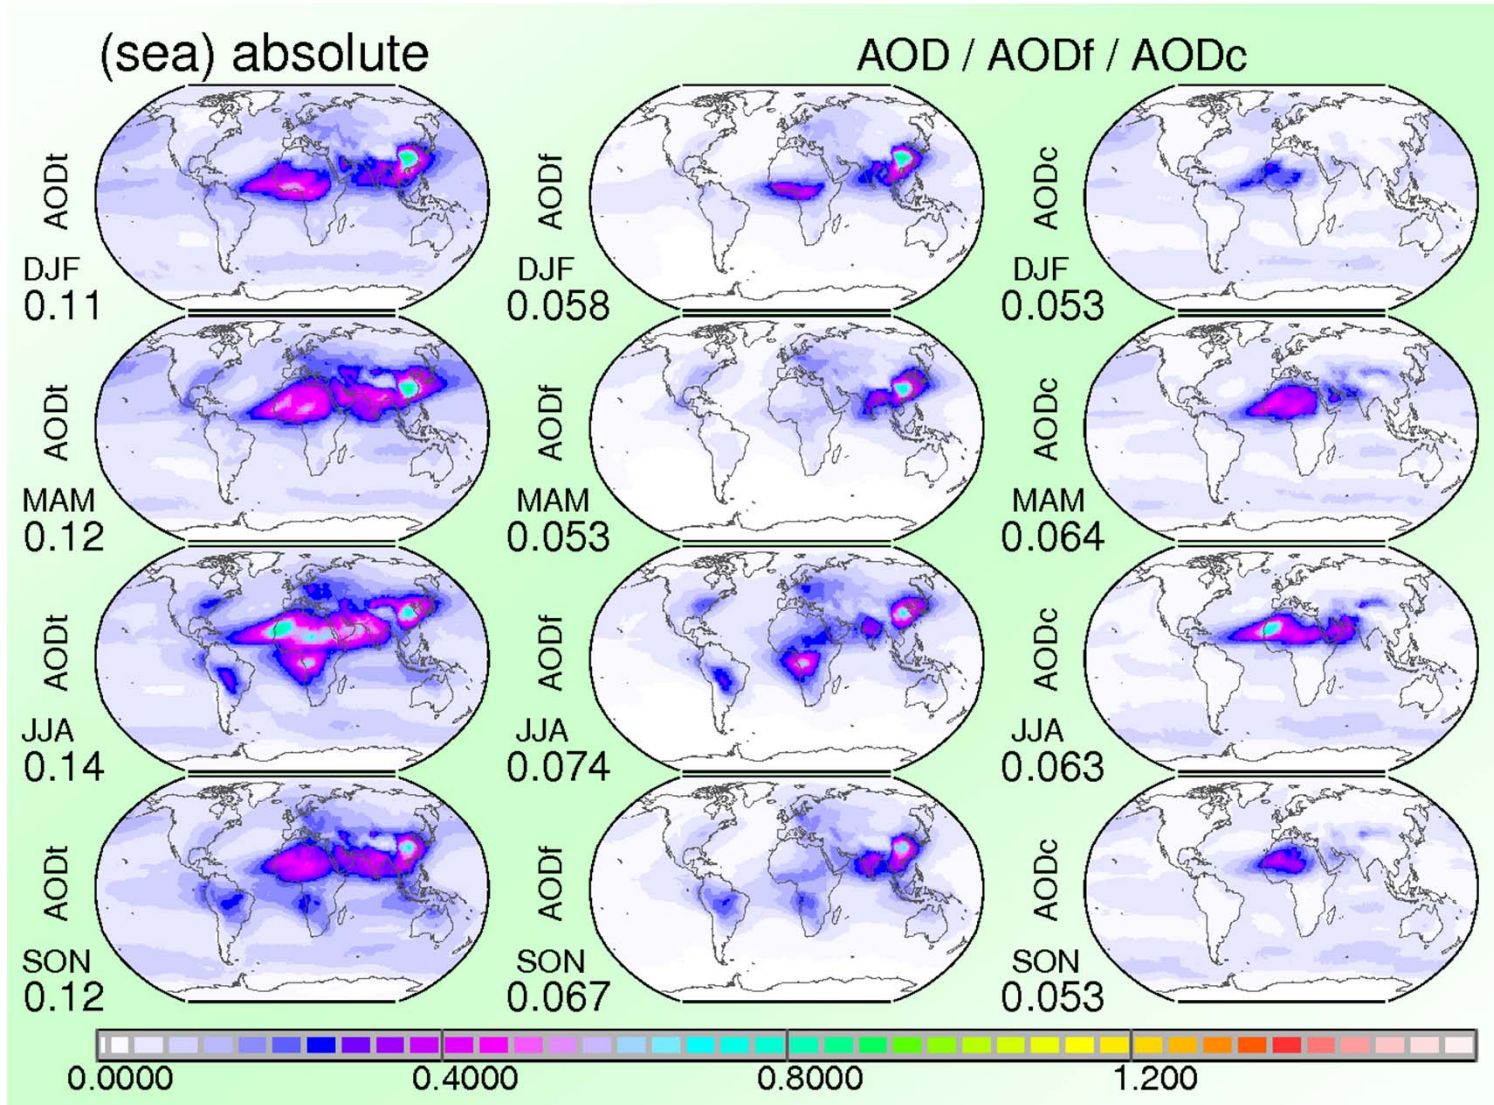 (sea) absolute
AOD / AODf / AODc
AODt
DJF
0.11
AODf
DJF
0.058
AODc
DJF
0.053
AODt
MAM
0.12
AODf
MAM
0.053
AODc
MAM
0.064
AODt
JJA
0.14
AODf
JJA
0.074
AODc
JJA
0.063
AODt
SON
0.12
AODf
SON
0.067
AODc
SON
0.053
0.0000 0.4000 0.8000 1.200